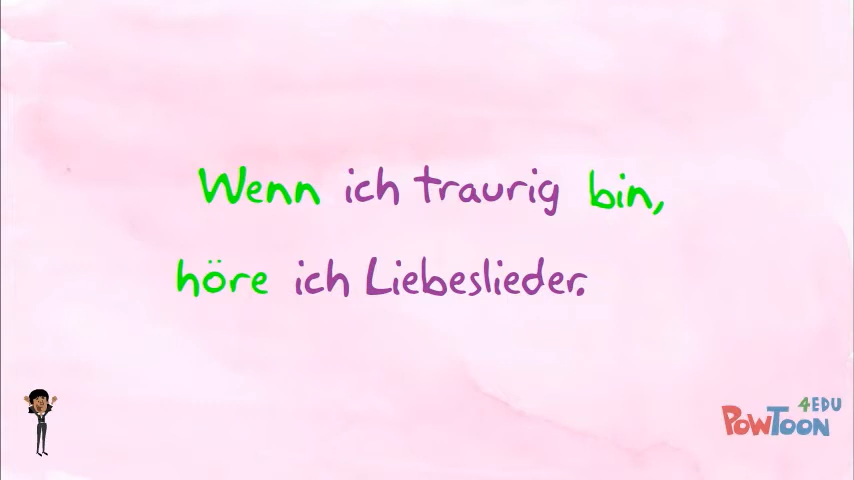 Wenn ich traurig bin,
höre ich Liebeslieder.
4EDU
POWTOON